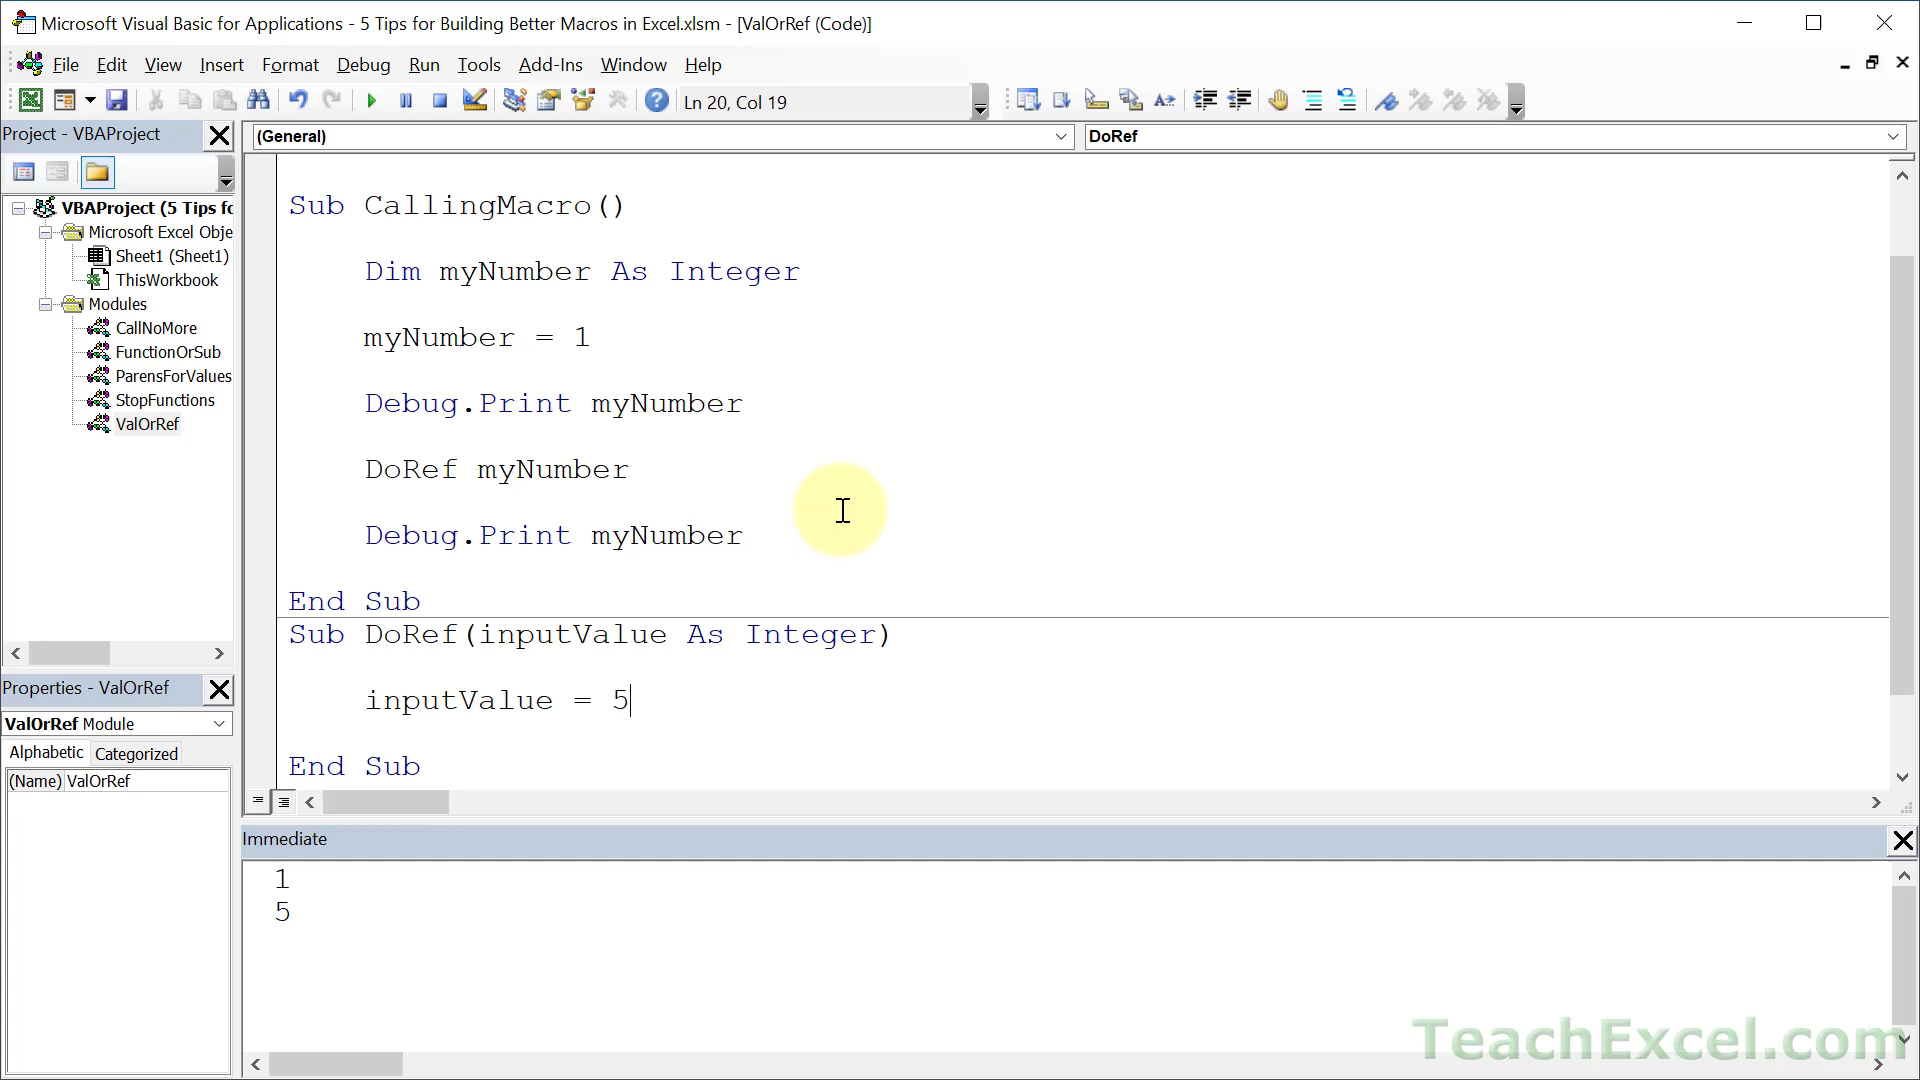 Microsoft Visual Basic for Applications - 5 Tips for Building Better Macros in Excel.xlsm - [ValOrRef (Code)]
File Edit View Insert Format Debug Run Tools Add-Ins Window Help
Ln 20, Col 19
Project - VBAProject
(General)
DoRef
VBAProject (5 Tips fo
Microsoft Excel Obje
Sheet1 (Sheet1)
ThisWorkbook
Modules
CallNoMore
FunctionOrSub
ParensForValues
StopFunctions
ValOrRef
Sub CallingMacro()
Dim myNumber As Integer
myNumber = 1
Debug.Print myNumber
DoRef myNumber
Debug.Print myNumber
End Sub
Sub DoRef(inputValue As Integer)
inputValue = 5
End Sub
Properties - ValOrRef
ValOrRef Module
Alphabetic Categorized
(Name) ValOrRef
Immediate
1
5
TeachExcel.com